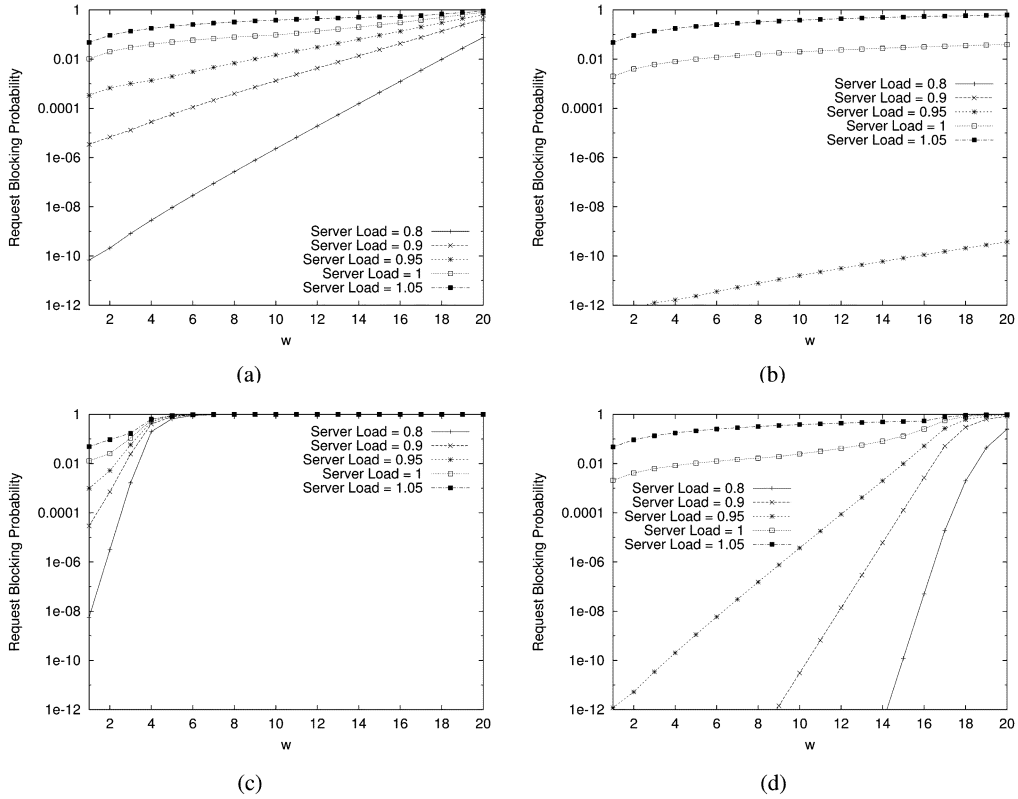 1
0.01
0.0001
1e-06
1e-08
1e-10
1e-12
Request Blocking Probability
Server Load = 0.8
Server Load = 0.9
Server Load = 0.95
Server Load = 1
Server Load = 1.05
2 4 6 8 10 12 14 16 18 20
w
(a)
1
0.01
0.0001
1e-06
1e-08
1e-10
1e-12
Request Blocking Probability
Server Load = 0.8
Server Load = 0.9
Server Load = 0.95
Server Load = 1
Server Load = 1.05
2 4 6 8 10 12 14 16 18 20
w
(b)
1
0.01
0.0001
1e-06
1e-08
1e-10
1e-12
Request Blocking Probability
Server Load = 0.8
Server Load = 0.9
Server Load = 0.95
Server Load = 1
Server Load = 1.05
2 4 6 8 10 12 14 16 18 20
w
(c)
1
0.01
0.0001
1e-06
1e-08
1e-10
1e-12
Request Blocking Probability
Server Load = 0.8
Server Load = 0.9
Server Load = 0.95
Server Load = 1
Server Load = 1.05
2 4 6 8 10 12 14 16 18 20
w
(d)